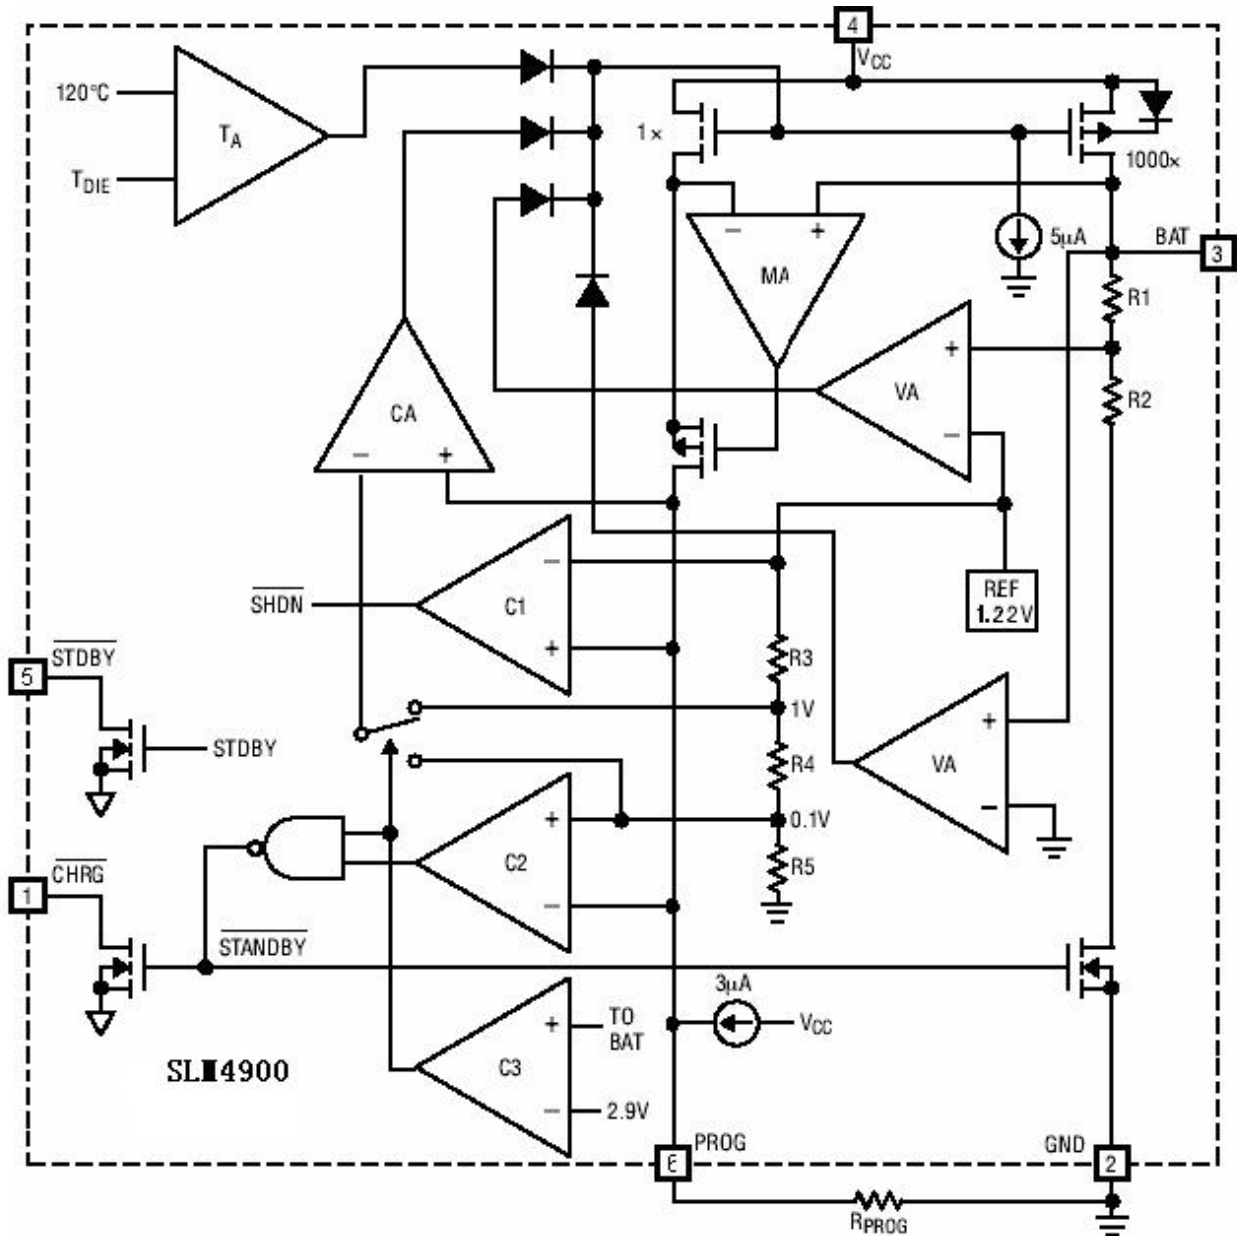 4
VCC
120°C
TA
TDIE
1×
1000×
− +
MA
5µA
BAT
3
R1
+
VA
−
R2
CA
− +
REF
1.22V
−
SHDN
C1
+
R3
STDBY
5
1V
STDBY
R4
+
VA
−
0.1V
+
C2
−
R5
CHRG
1
STANDBY
3µA
VCC
+
TO
BAT
C3
−
2.9V
SLM4900
PROG
6
GND
2
RPROG